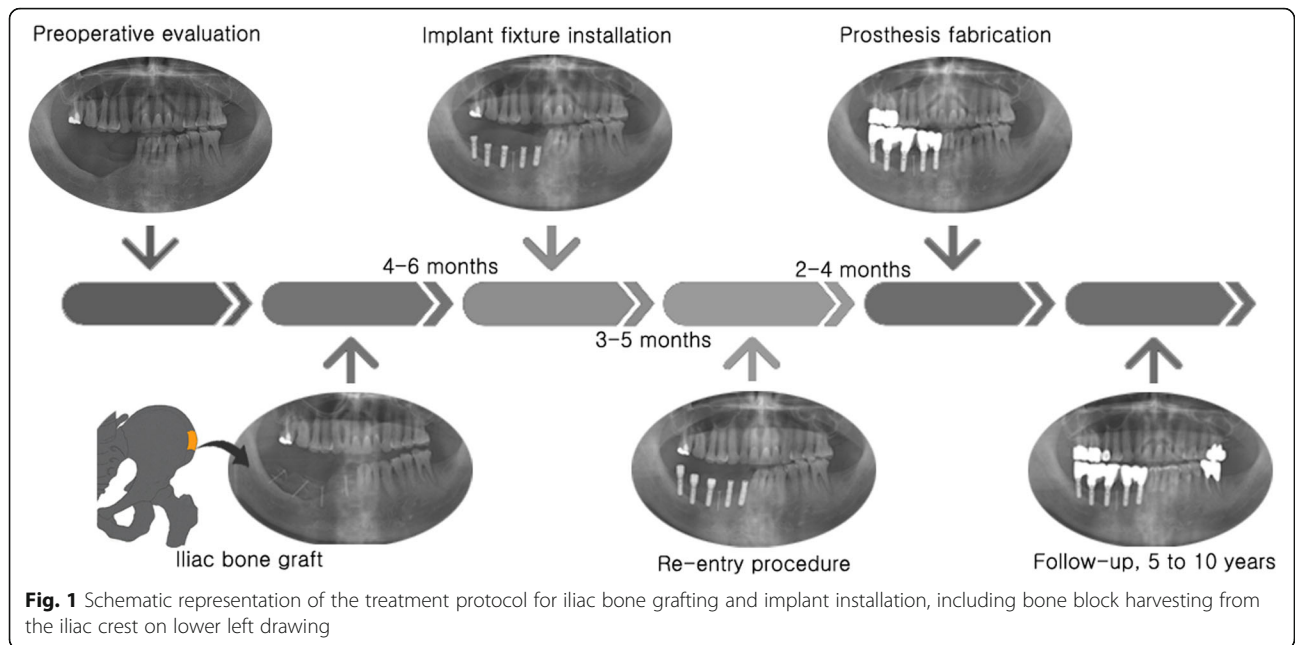 Preoperative evaluation
Implant fixture installation
Prosthesis fabrication
4-6 months
2-4 months
3-5 months
Iliac bone graft
Re-entry procedure
Follow-up, 5 to 10 years
Fig. 1 Schematic representation of the treatment protocol for iliac bone grafting and implant installation, including bone block harvesting from
the iliac crest on lower left drawing